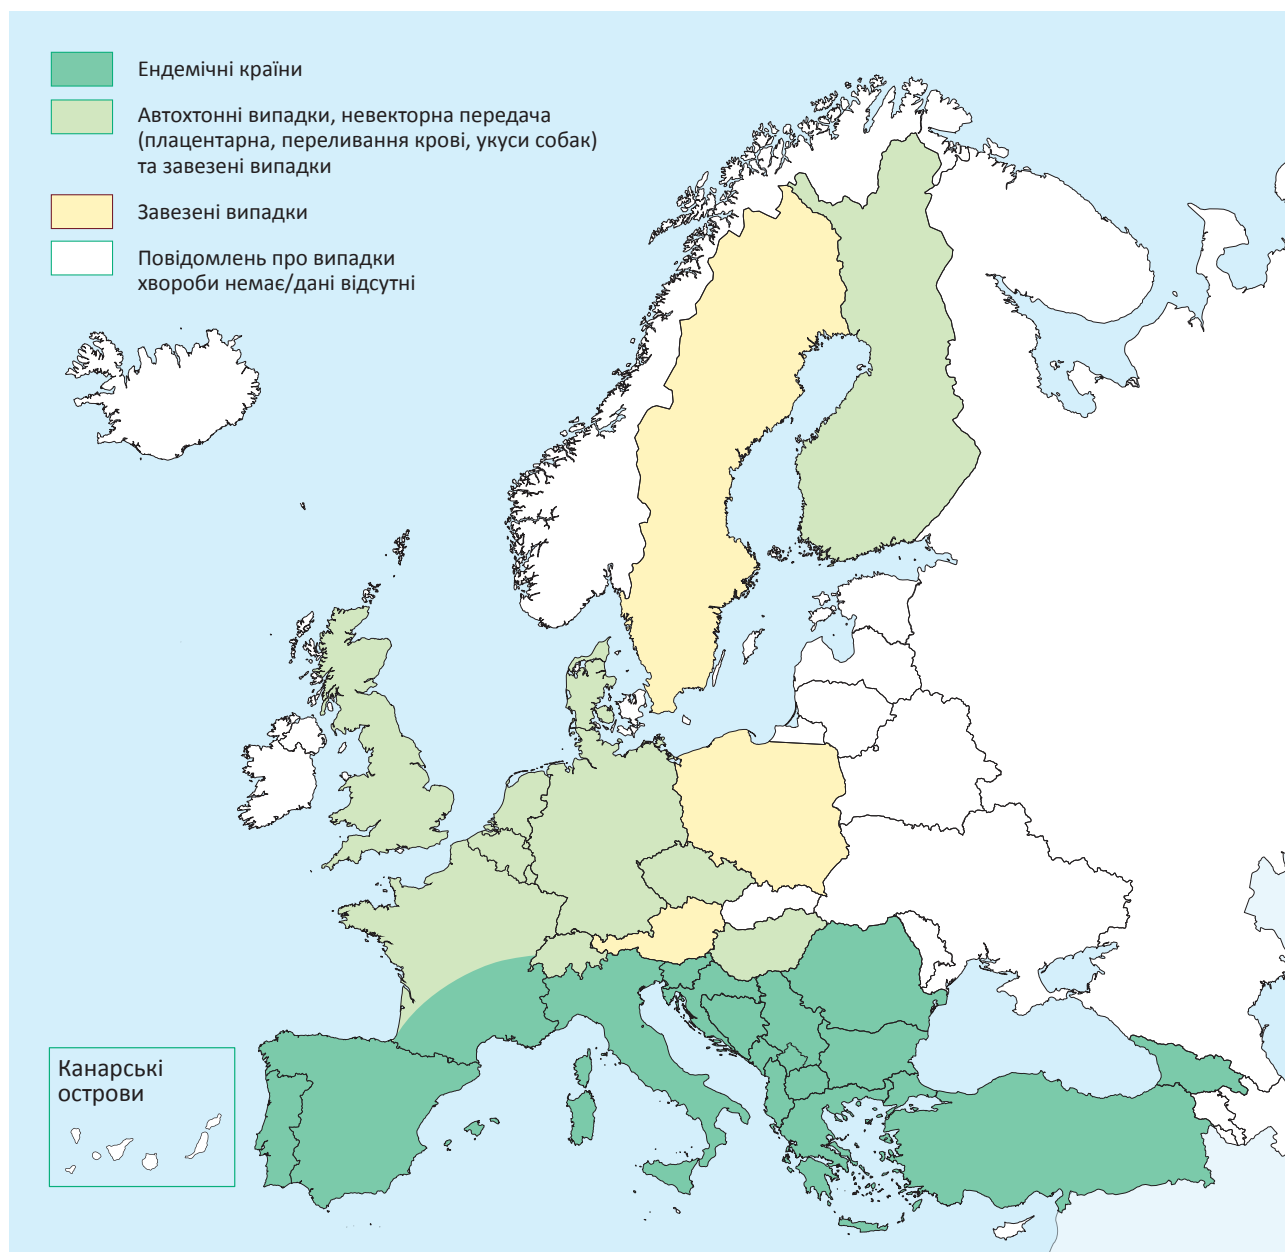 Ендемічні країни
Автохтонні випадки, невекторна передача
(плацентарна, переливання крові, укуси собак)
та завезені випадки
Завезені випадки
Повідомлень про випадки
хвороби немає/дані відсутні
Канарські
острови